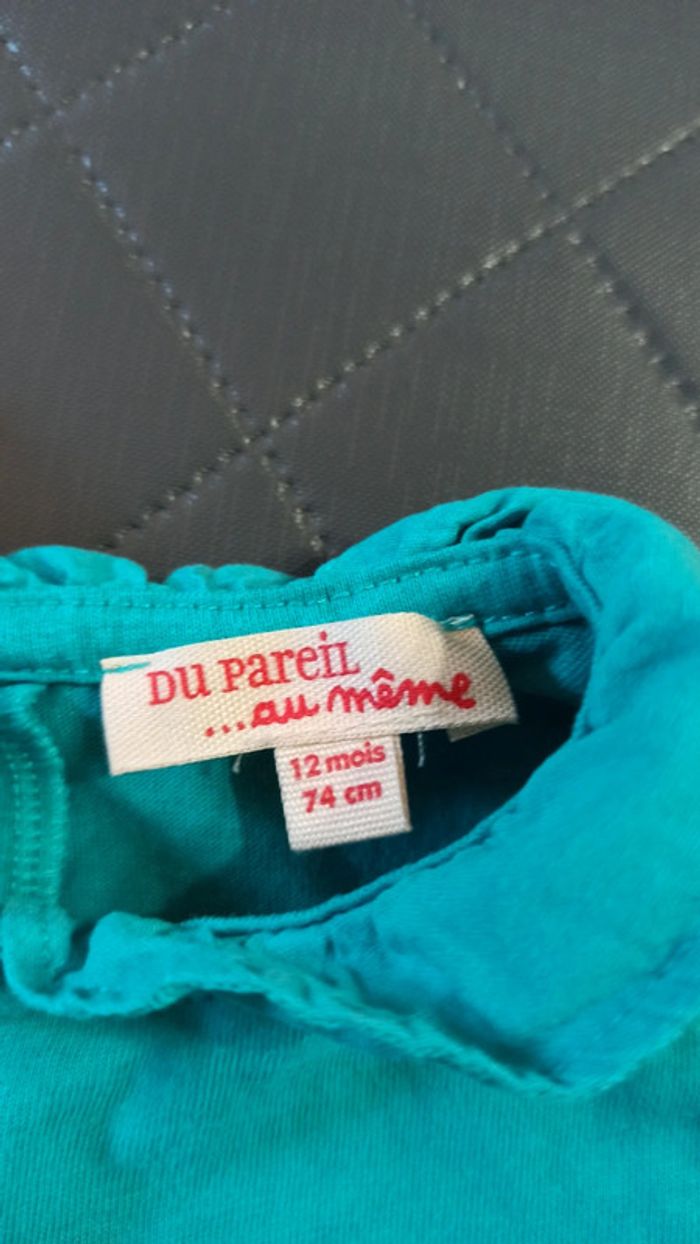 Du Pareil
...au même
12 mois
74 cm